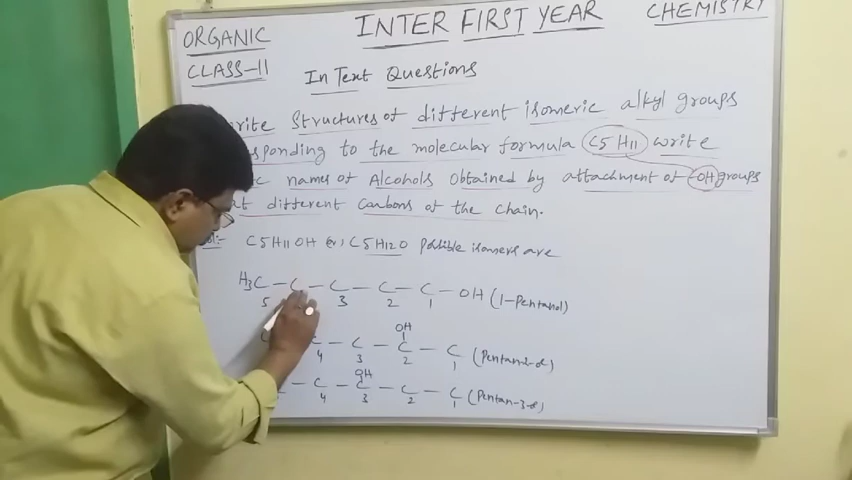 ORGANIC INTER FIRST YEAR CHEMISTRY
CLASS-11
InText Questions
structures of different isomeric alkyl groups
to the molecular formula C5H11 write
names of Alcohols obtained by attachment of -OH groups
at different carbons of the chain.
C5H11OH (or) C5H12O possible isomers are
H3C - C - C - C - C - OH (1-Pentanol)
5 3 2 1
OH
C - C - C - C (Pentan-2-ol)
4 3 2 1
OH
C - C - C - C - C (Pentan-3-ol)
4 3 2 1